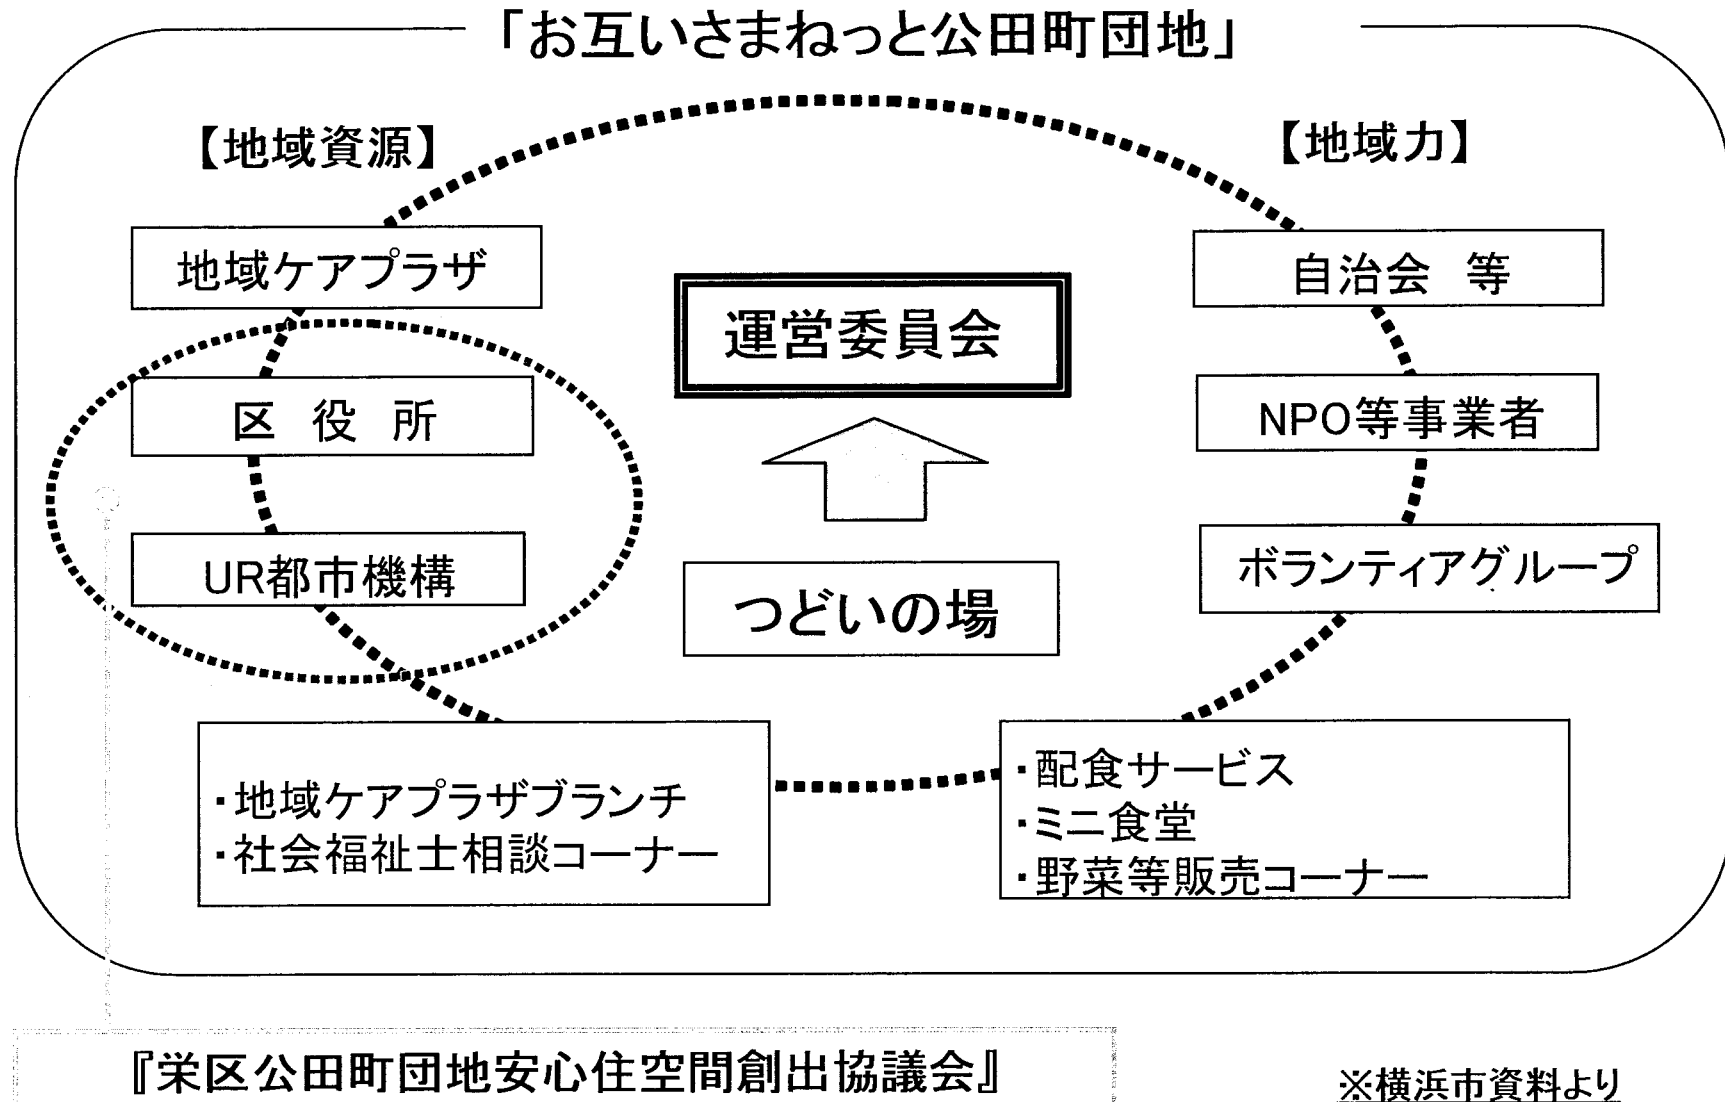 「お互いさまねっと公田町団地」
【地域資源】
【地域力】
地域ケアプラザ
自治会　等
運営委員会
区　役　所
NPO等事業者
UR都市機構
ボランティアグループ
つどいの場
・地域ケアプラザブランチ
・社会福祉士相談コーナー
・配食サービス
・ミニ食堂
・野菜等販売コーナー
『栄区公田町団地安心住空間創出協議会』
※横浜市資料より